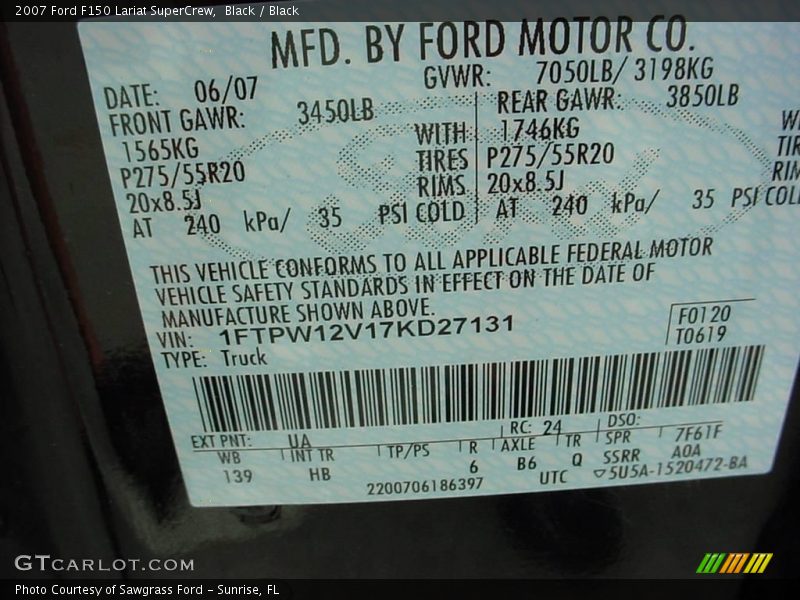 2007 Ford F150 Lariat SuperCrew,  Black / Black
MFD. BY FORD MOTOR CO.
DATE: 06/07 GVWR: 7050LB/ 3198KG
FRONT GAWR: 3450LB REAR GAWR: 3850LB
1565KG WITH 1746KG
P275/55R20 TIRES P275/55R20
20x8.5J RIMS 20x8.5J
AT 240 kPa/ 35 PSI COLD AT 240 kPa/ 35 PSI COL
THIS VEHICLE CONFORMS TO ALL APPLICABLE FEDERAL MOTOR
VEHICLE SAFETY STANDARDS IN EFFECT ON THE DATE OF
MANUFACTURE SHOWN ABOVE.
VIN: 1FTPW12V17KD27131 F0120
TYPE: Truck T0619
EXT PNT: UA RC: 24 DSO:
WB INT TR TP/PS R AXLE TR SPR 7F61F
139 HB 6 B6 Q SSRR A0A
2200706186397 UTC ▽5U5A-1520472-BA
GTCARLOT.COM
Photo Courtesy of Sawgrass Ford - Sunrise, FL